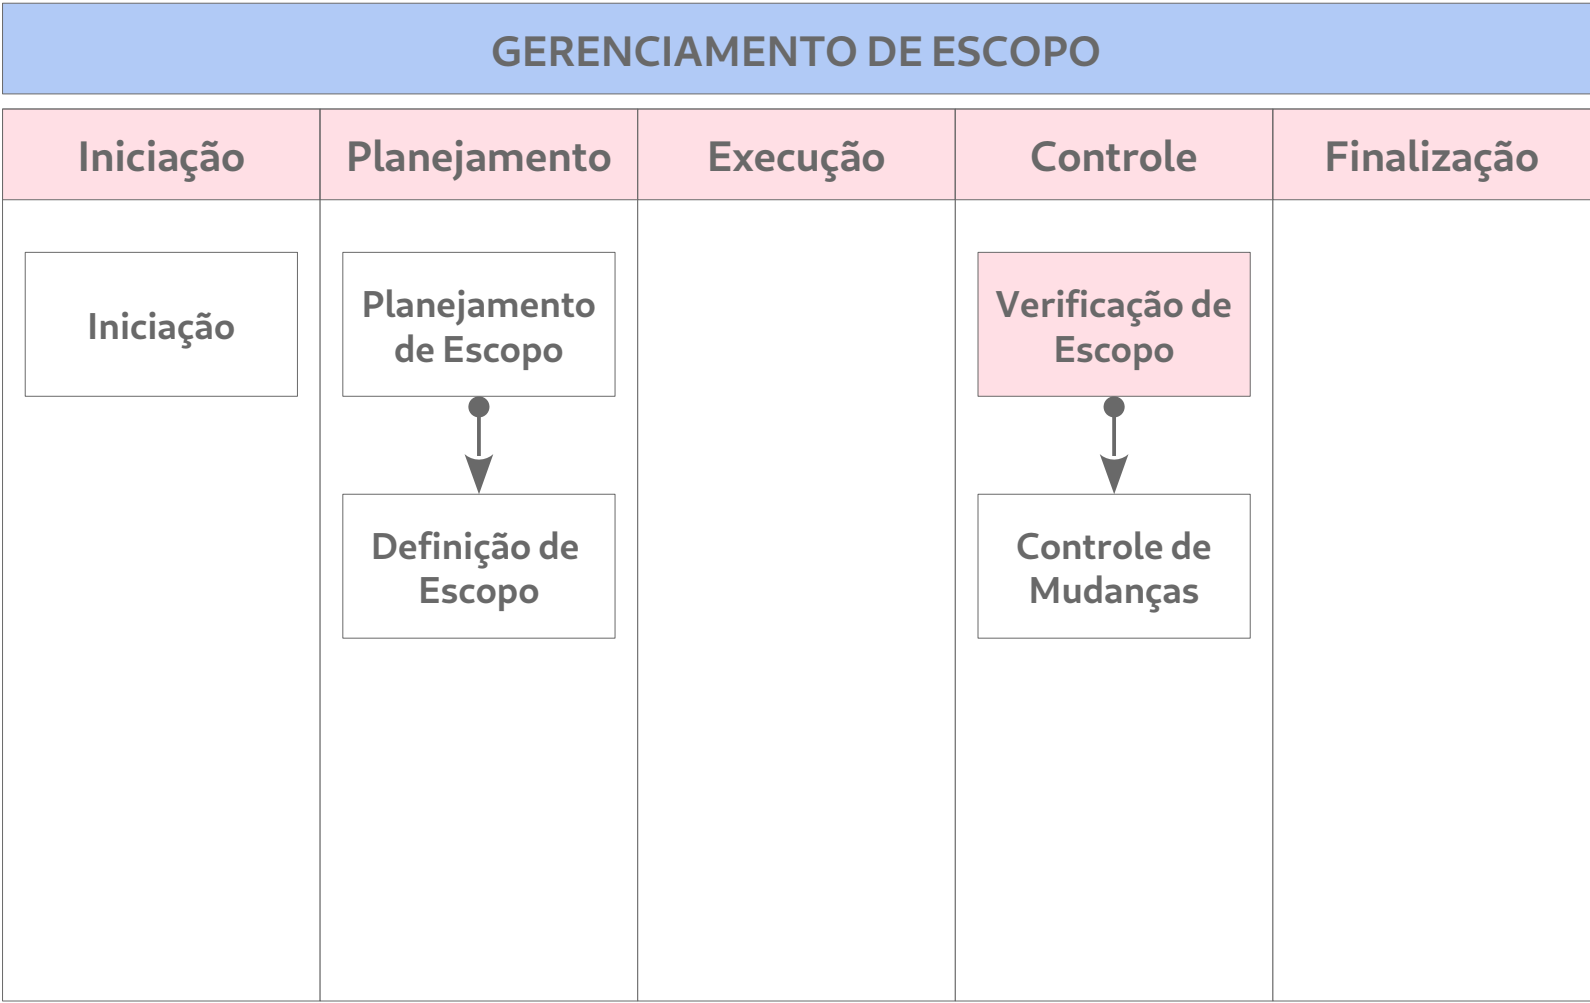 GERENCIAMENTO DE ESCOPO
Iniciação
Planejamento
Execução
Controle
Finalização
Iniciação
Planejamento
de Escopo
Verificação de
Escopo
Definição de
Escopo
Controle de
Mudanças